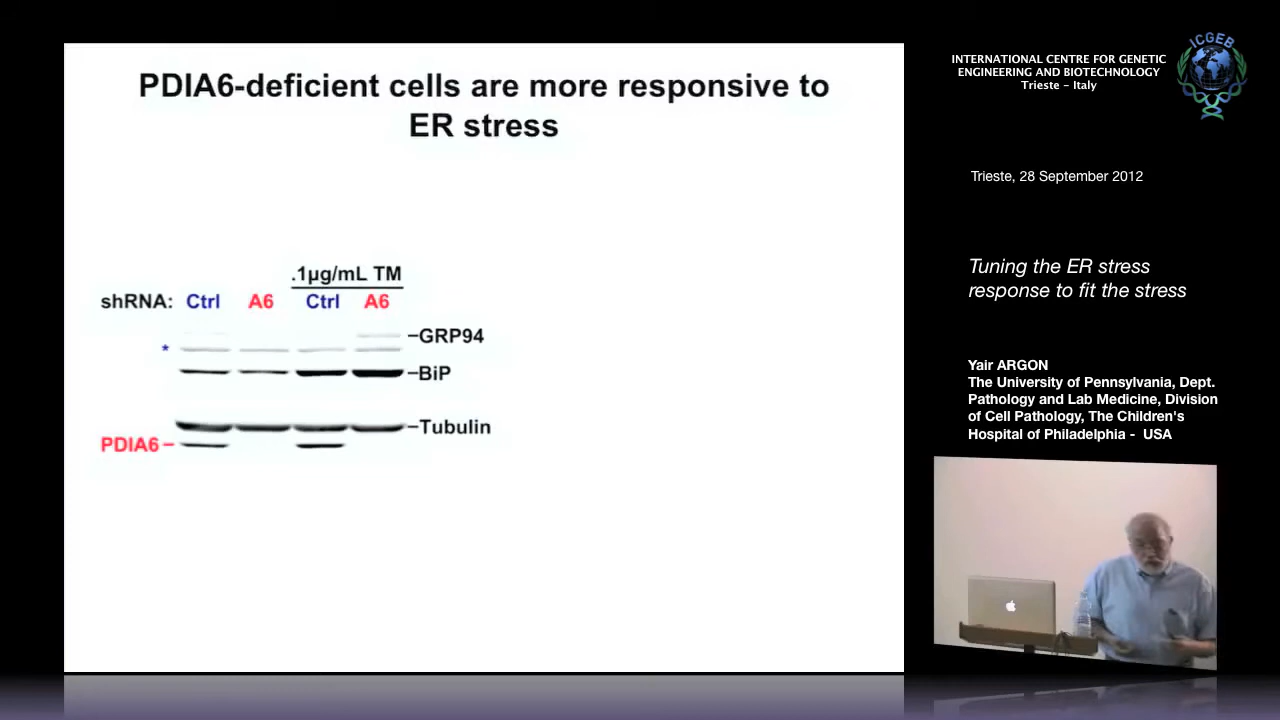 PDIA6-deficient cells are more responsive to
ER stress
.1µg/mL TM
shRNA: Ctrl A6 Ctrl A6
GRP94
*
BiP
Tubulin
PDIA6
INTERNATIONAL CENTRE FOR GENETIC
ENGINEERING AND BIOTECHNOLOGY
Trieste - Italy
ICGEB
Trieste, 28 September 2012
Tuning the ER stress
response to fit the stress
Yair ARGON
The University of Pennsylvania, Dept.
Pathology and Lab Medicine, Division
of Cell Pathology, The Children's
Hospital of Philadelphia - USA